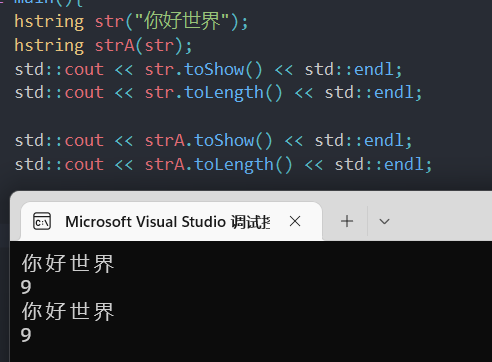 main(){
hstring str("你好世界");
hstring strA(str);
std::cout << str.toShow() << std::endl;
std::cout << str.toLength() << std::endl;
std::cout << strA.toShow() << std::endl;
std::cout << strA.toLength() << std::endl;
Microsoft Visual Studio 调试控
你好世界
9
你好世界
9